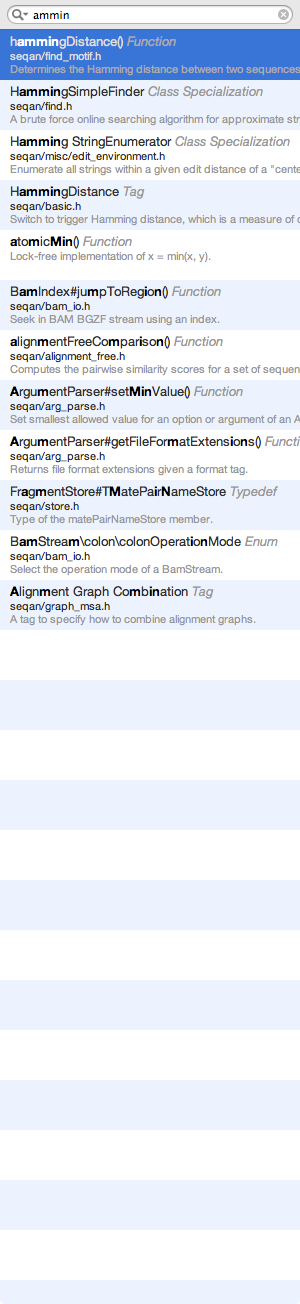 ammin
hammingDistance() Function
seqan/find_motif.h
Determines the Hamming distance between two sequences
HammingSimpleFinder Class Specialization
seqan/find.h
A brute force online searching algorithm for approximate str
Hamming StringEnumerator Class Specialization
seqan/misc/edit_environment.h
Enumerate all strings within a given edit distance of a "cente
HammingDistance Tag
seqan/basic.h
Switch to trigger Hamming distance, which is a measure of c
atomicMin() Function
Lock-free implementation of x = min(x, y).
BamIndex#jumpToRegion() Function
seqan/bam_io.h
Seek in BAM BGZF stream using an index.
alignmentFreeComparison() Function
seqan/alignment_free.h
Computes the pairwise similarity scores for a set of sequen
ArgumentParser#setMinValue() Function
seqan/arg_parse.h
Set smallest allowed value for an option or argument of an A
ArgumentParser#getFileFormatExtensions() Functi
seqan/arg_parse.h
Returns file format extensions given a format tag.
FragmentStore#TMatePairNameStore Typedef
seqan/store.h
Type of the matePairNameStore member.
BamStream\colon\colonOperationMode Enum
seqan/bam_io.h
Select the operation mode of a BamStream.
Alignment Graph Combination Tag
seqan/graph_msa.h
A tag to specify how to combine alignment graphs.